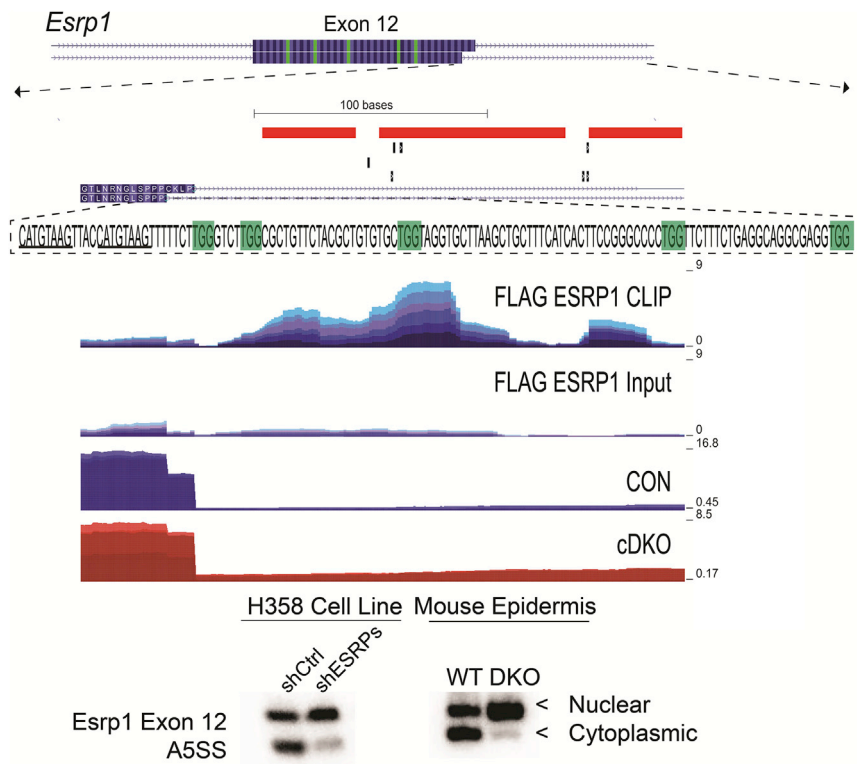 Esrp1
Exon 12
100 bases
GTLNRNGLSPPPCKLP
GTLNRNGLSPPP
CATGTAAGTTACCATGTAAGTTTTTCTTGGGTCTTGGCGCTGTTCTACGCTGTGTGCTGGTAGGTGCTTAAGCTGCTTTCATCACTTCCGGGCCCCTGGTTCTTTCTGAGGCAGGCGAGGTGG
9
FLAG ESRP1 CLIP
0
9
FLAG ESRP1 Input
0
16.8
CON
0.45
8.5
cDKO
0.17
H358 Cell Line Mouse Epidermis
shCtrl shESRPs
WT DKO
Esrp1 Exon 12
A5SS
< Nuclear
< Cytoplasmic